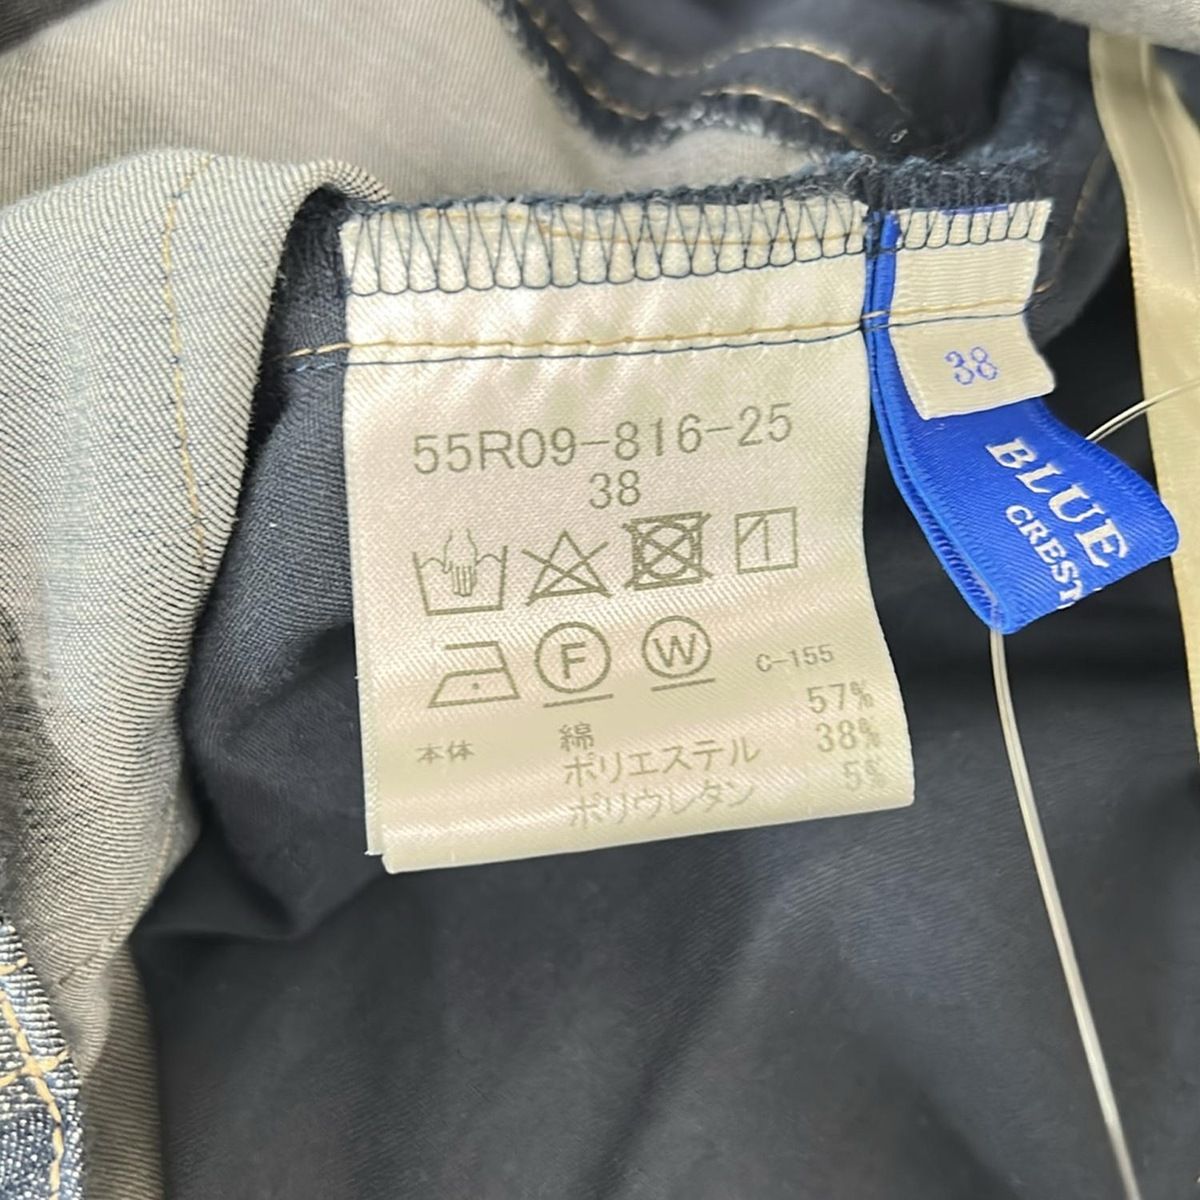 55R09-816-25
38
F W C-155
本体 綿 57%
ポリエステル 38%
ポリウレタン 5%
38
BLUE
CREST